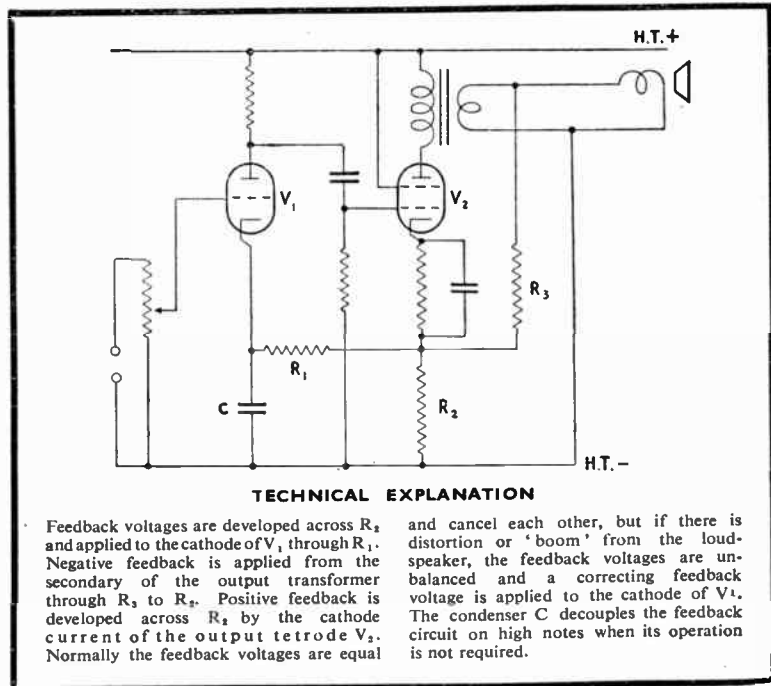 H.T.+
V1
V2
R3
R1
C
R2
H.T.-
TECHNICAL EXPLANATION
Feedback voltages are developed across R2
and applied to the cathode of V1 through R1.
Negative feedback is applied from the
secondary of the output transformer
through R3 to R2. Positive feedback is
developed across R2 by the cathode
current of the output tetrode V2.
Normally the feedback voltages are equal
and cancel each other, but if there is
distortion or ‘boom’ from the loud-
speaker, the feedback voltages are un-
balanced and a correcting feedback
voltage is applied to the cathode of V1.
The condenser C decouples the feedback
circuit on high notes when its operation
is not required.